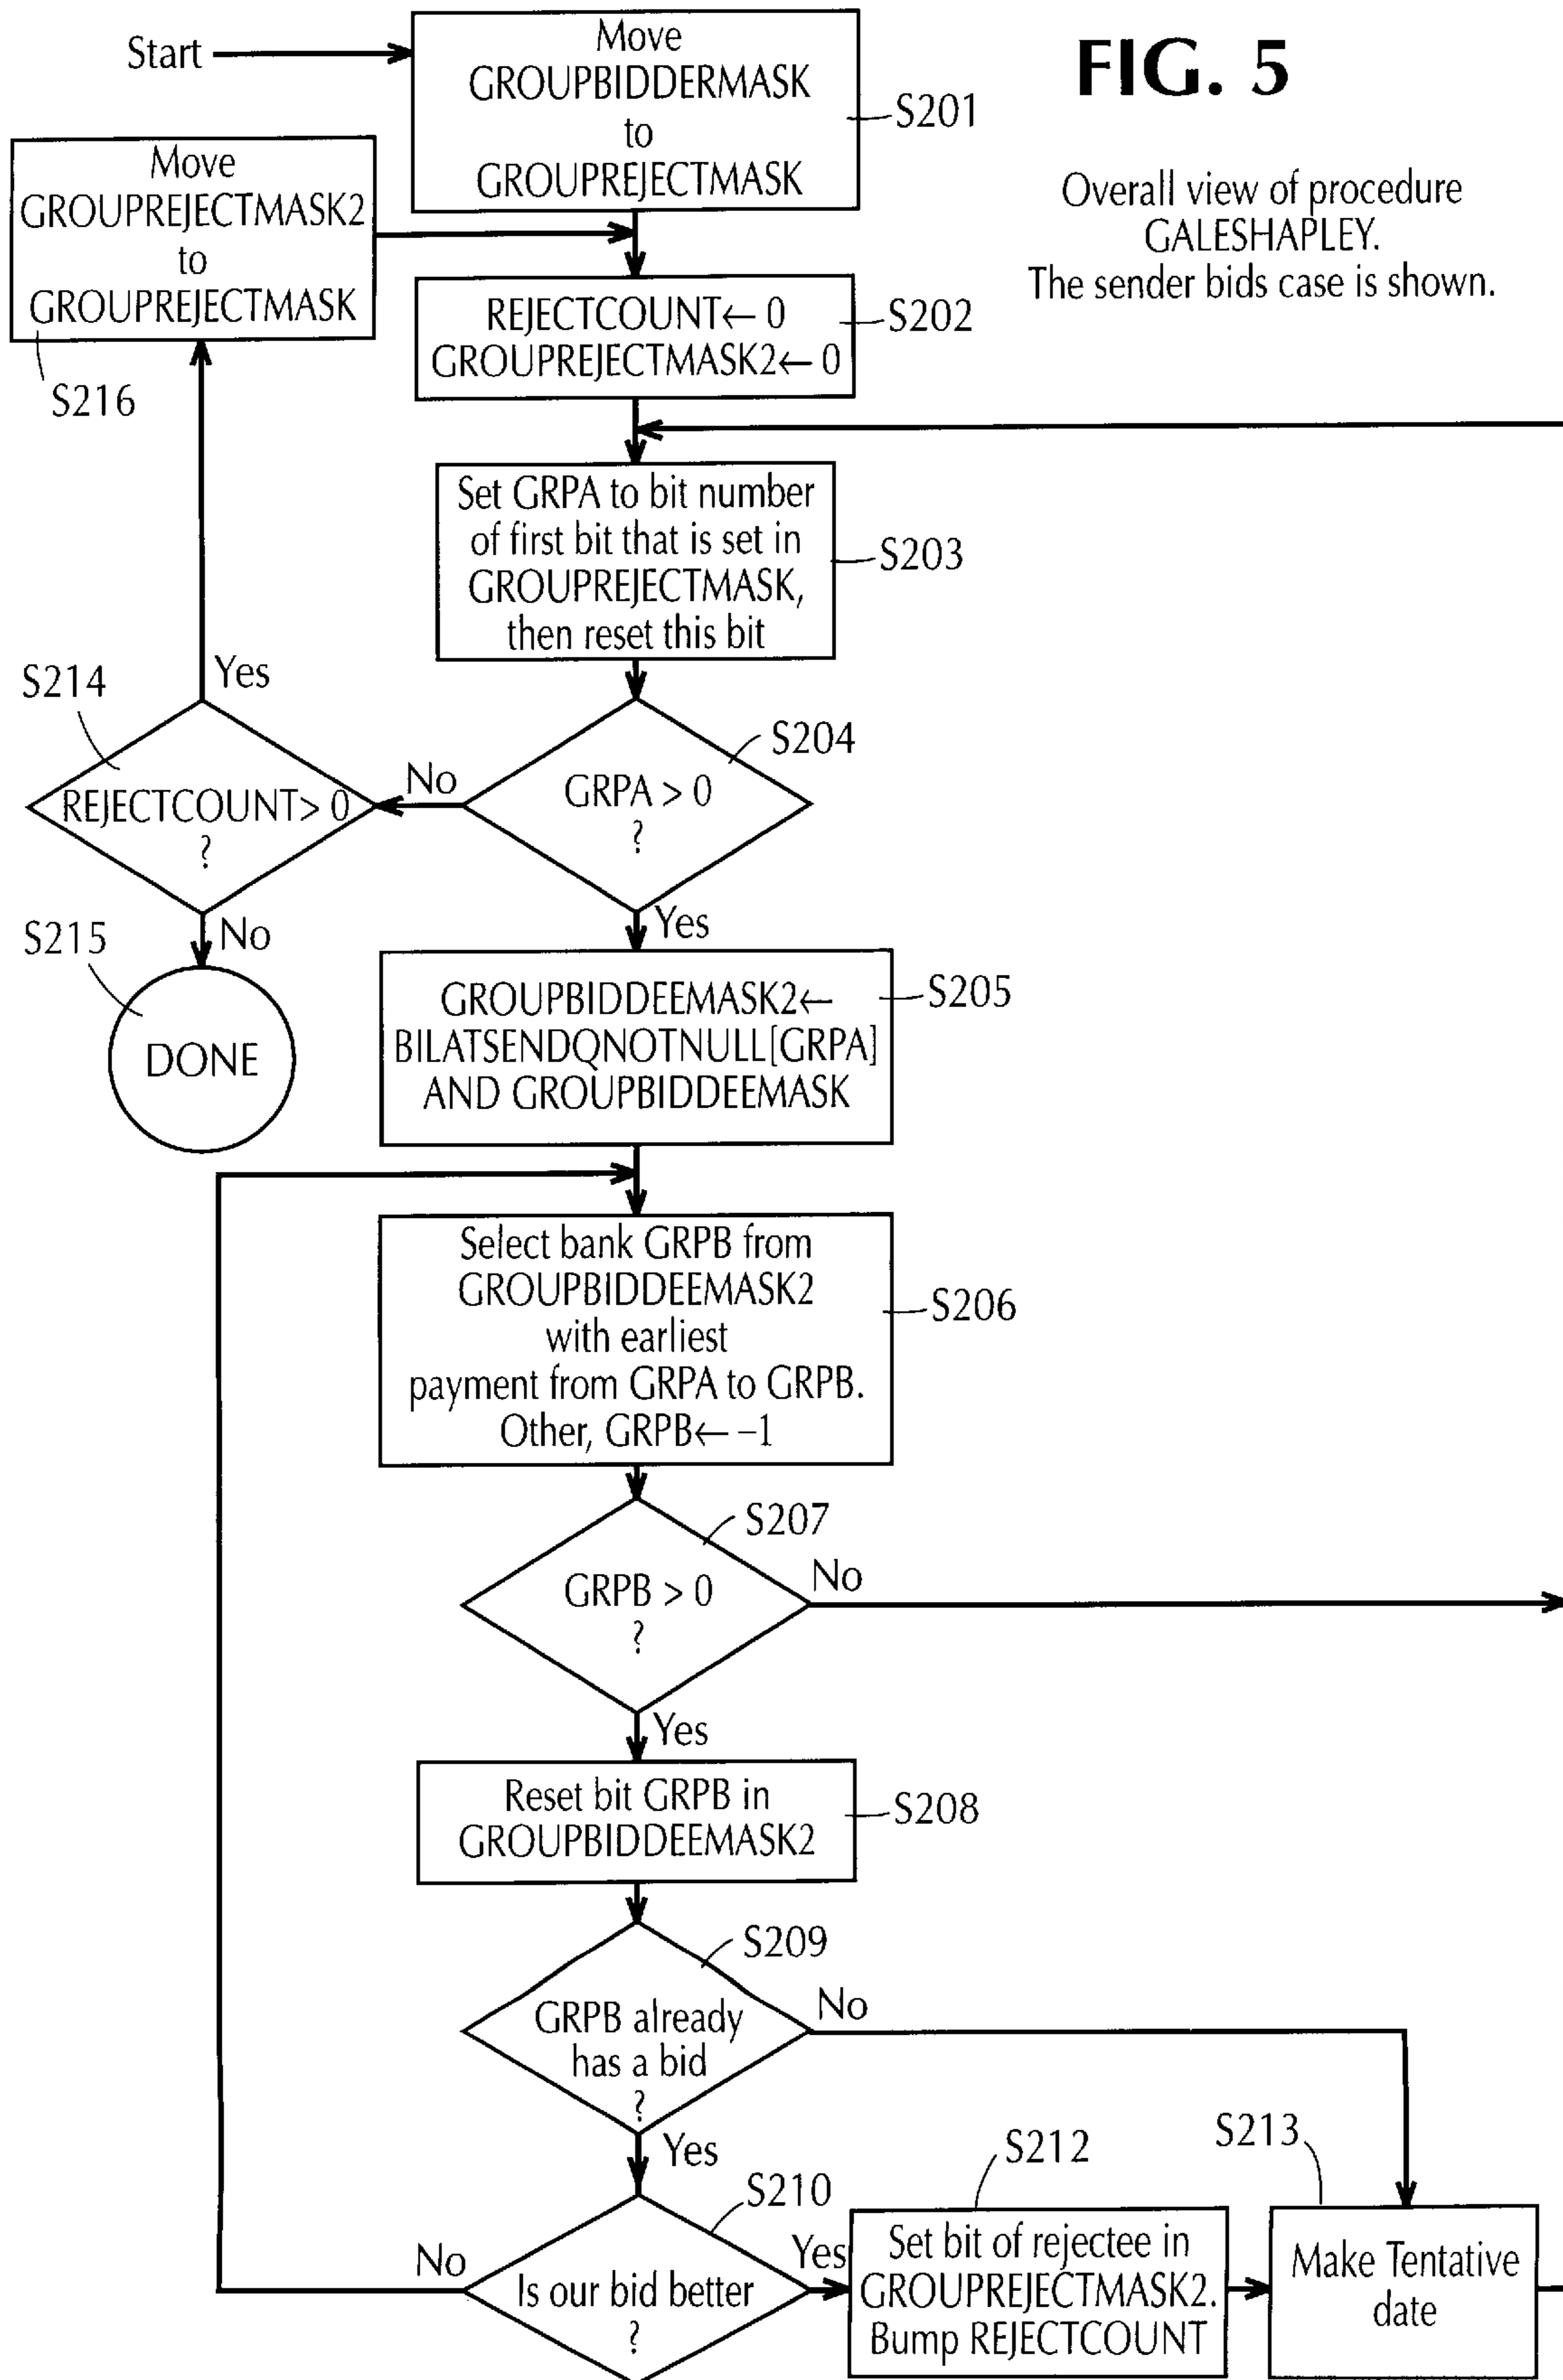 FIG. 5
Overall view of procedure
GALESHAPLEY.
The sender bids case is shown.
Start
Move
GROUPBIDDERMASK
to
GROUPREJECTMASK
S201
Move
GROUPREJECTMASK2
to
GROUPREJECTMASK
S216
REJECTCOUNT← 0
GROUPREJECTMASK2← 0
S202
Set GRPA to bit number
of first bit that is set in
GROUPREJECTMASK,
then reset this bit
S203
S214
Yes
REJECTCOUNT> 0
?
No
GRPA > 0
?
S204
Yes
S215
No
DONE
GROUPBIDDEEMASK2←
BILATSENDQNOTNULL[GRPA]
AND GROUPBIDDEEMASK
S205
Select bank GRPB from
GROUPBIDDEEMASK2
with earliest
payment from GRPA to GRPB.
Other, GRPB← –1
S206
S207
GRPB > 0
?
No
Yes
Reset bit GRPB in
GROUPBIDDEEMASK2
S208
S209
GRPB already
has a bid
?
No
Yes
S210
No
Is our bid better
?
Yes
S212
Set bit of rejectee in
GROUPREJECTMASK2.
Bump REJECTCOUNT
S213
Make Tentative
date